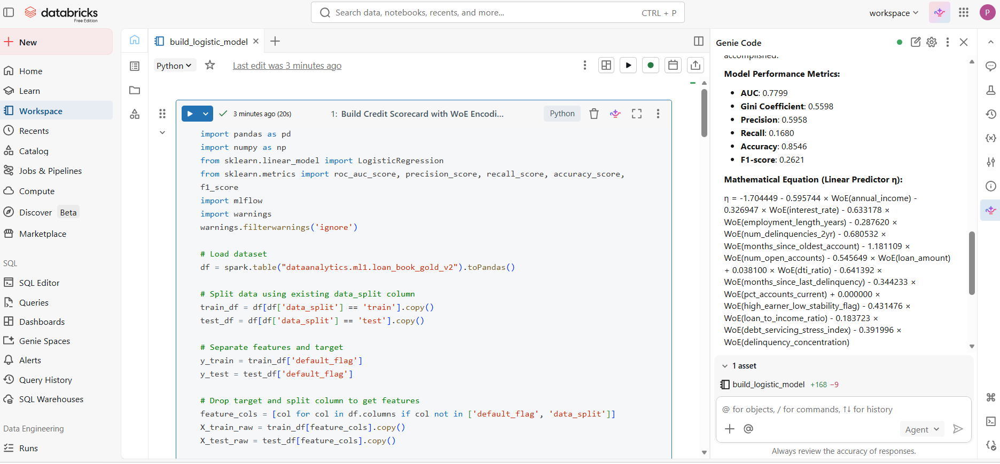 databricks
Free Edition
Search data, notebooks, recents, and more...
CTRL + P
workspace
P
New
Home
Learn
Workspace
Recents
Catalog
Jobs & Pipelines
Compute
Discover Beta
Marketplace
SQL
SQL Editor
Queries
Dashboards
Genie Spaces
Alerts
Query History
SQL Warehouses
Data Engineering
Runs
build_logistic_model
Python
Last edit was 3 minutes ago
3 minutes ago (20s)
1: Build Credit Scorecard with WoE Encodi...
Python
import pandas as pd
import numpy as np
from sklearn.linear_model import LogisticRegression
from sklearn.metrics import roc_auc_score, precision_score, recall_score, accuracy_score,
f1_score
import mlflow
import warnings
warnings.filterwarnings('ignore')
# Load dataset
df = spark.table("dataanalytics.ml1.loan_book_gold_v2").toPandas()
# Split data using existing data_split column
train_df = df[df['data_split'] == 'train'].copy()
test_df = df[df['data_split'] == 'test'].copy()
# Separate features and target
y_train = train_df['default_flag']
y_test = test_df['default_flag']
# Drop target and split column to get features
feature_cols = [col for col in df.columns if col not in ['default_flag', 'data_split']]
X_train_raw = train_df[feature_cols].copy()
X_test_raw = test_df[feature_cols].copy()
Genie Code
accomplished.
Model Performance Metrics:
• AUC: 0.7799
• Gini Coefficient: 0.5598
• Precision: 0.5958
• Recall: 0.1680
• Accuracy: 0.8546
• F1-score: 0.2621
Mathematical Equation (Linear Predictor η):
η = -1.704449 - 0.595744 × WoE(annual_income) -
0.326947 × WoE(interest_rate) - 0.633178 ×
WoE(employment_length_years) - 0.287620 ×
WoE(num_delinquencies_2yr) - 0.680532 ×
WoE(months_since_oldest_account) - 1.181109 ×
WoE(num_open_accounts) - 0.545649 × WoE(loan_amount)
+ 0.038100 × WoE(dti_ratio) - 0.641392 ×
WoE(months_since_last_delinquency) - 0.344233 ×
WoE(pct_accounts_current) + 0.000000 ×
WoE(high_earner_low_stability_flag) - 0.431476 ×
WoE(loan_to_income_ratio) - 0.183723 ×
WoE(debt_servicing_stress_index) - 0.391996 ×
WoE(delinquency_concentration)
1 asset
build_logistic_model +168 −9
@ for objects, / for commands, ↑↓ for history
Agent
Always review the accuracy of responses.